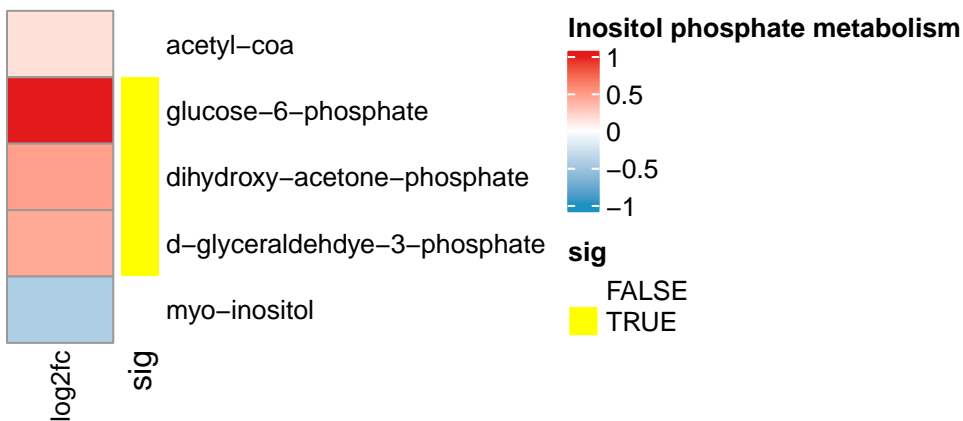 acetyl−coa
glucose−6−phosphate
dihydroxy−acetone−phosphate
d−glyceraldehdye−3−phosphate
myo−inositol
log2fc
sig
Inositol phosphate metabolism
1
0.5
0
−0.5
−1
sig
FALSE
TRUE